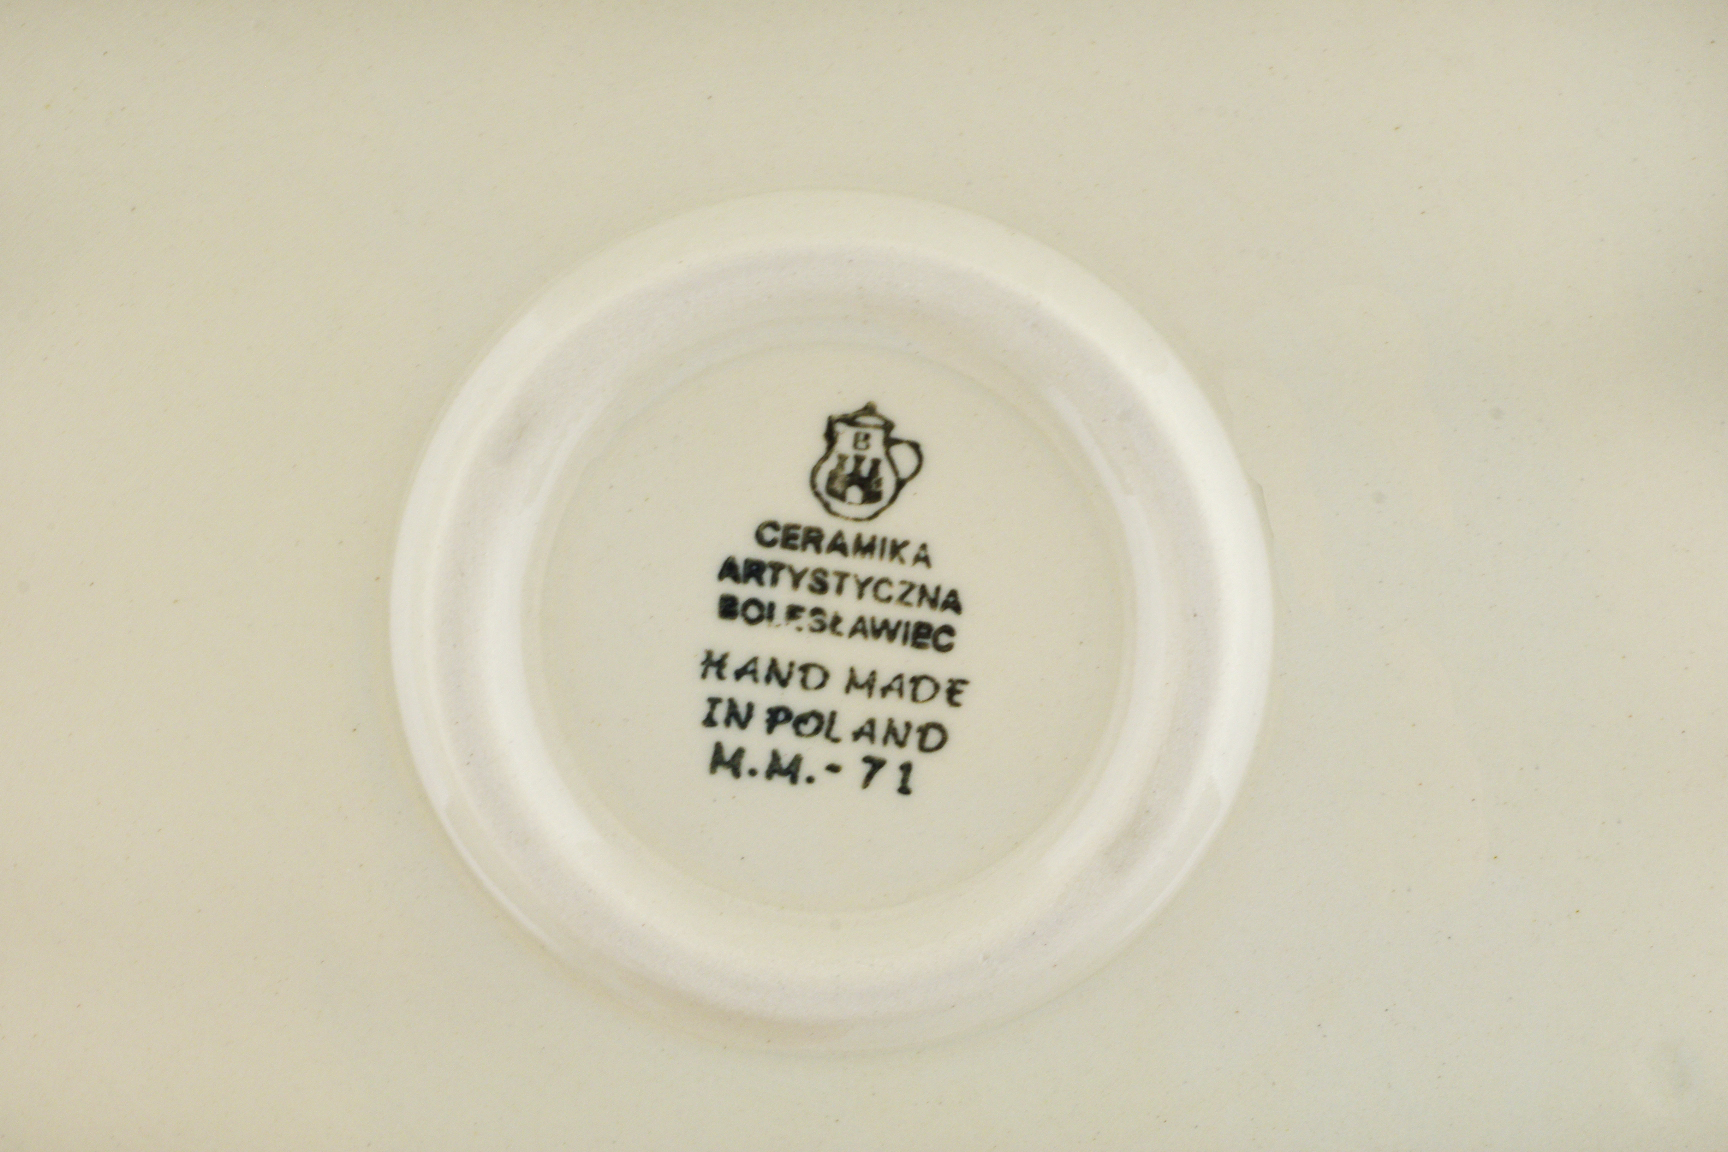 B
CERAMIKA
ARTYSTYCZNA
BOLESŁAWIEC
HAND MADE
IN POLAND
M.M.-71